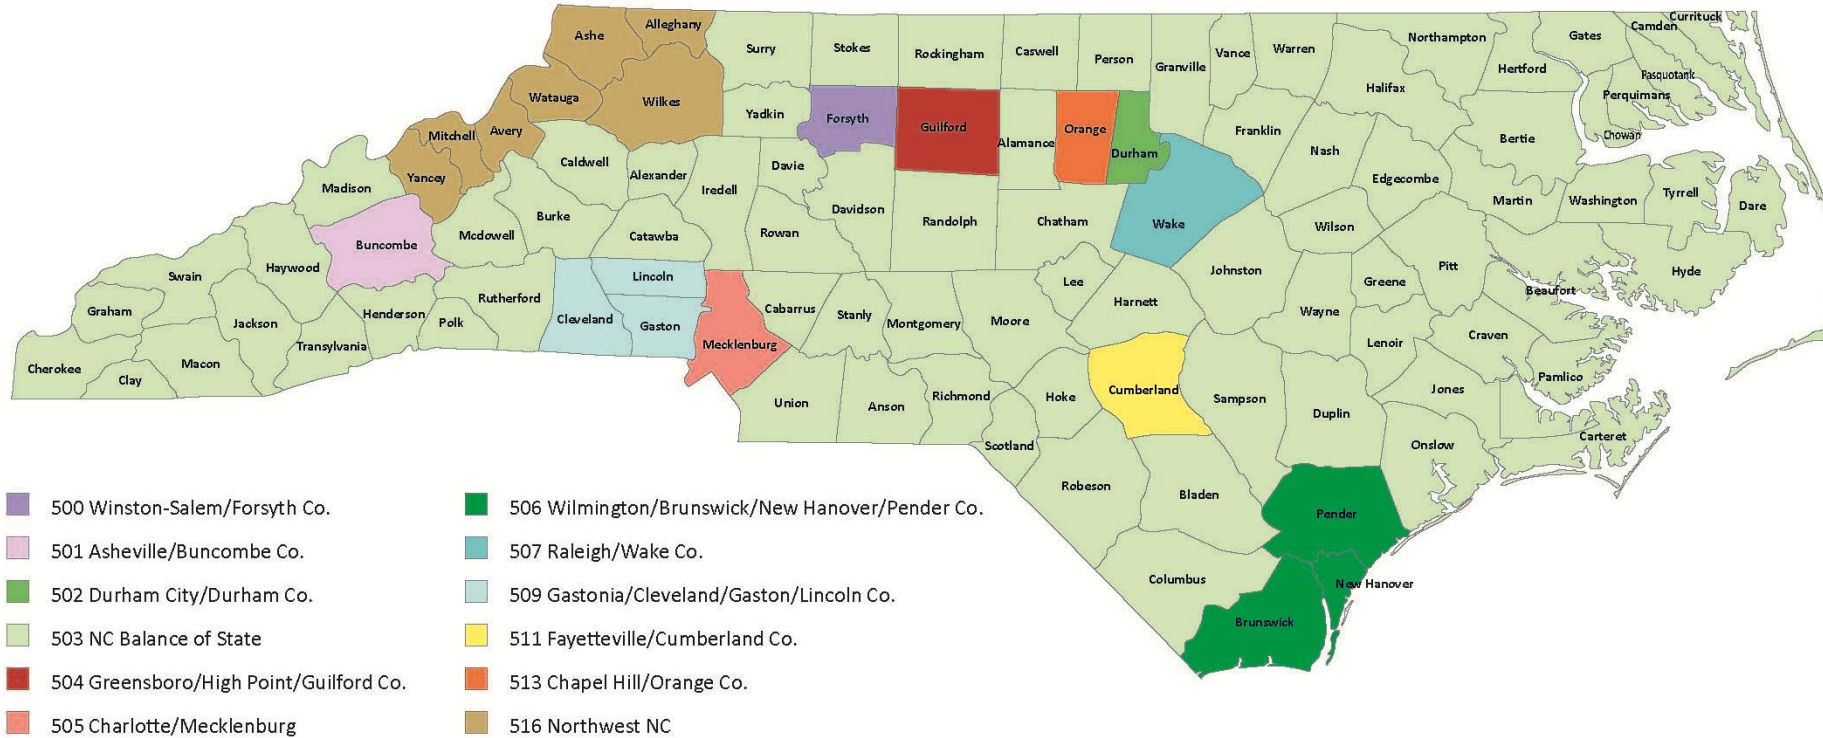 Ashe
Alleghany
Surry
Stokes
Rockingham
Caswell
Person
Granville
Vance
Warren
Northampton
Gates
Camden
Currituck
Hertford
Pasquotank
Perquimans
Halifax
Watauga
Wilkes
Yadkin
Forsyth
Guilford
Alamance
Orange
Durham
Franklin
Nash
Bertie
Chowan
Mitchell
Avery
Caldwell
Alexander
Iredell
Davie
Yancey
Madison
Edgecombe
Martin
Washington
Tyrrell
Dare
Burke
Davidson
Randolph
Chatham
Wake
Wilson
Buncombe
Mcdowell
Catawba
Rowan
Haywood
Swain
Lincoln
Lee
Johnston
Greene
Pitt
Hyde
Beaufort
Graham
Jackson
Henderson
Polk
Rutherford
Cleveland
Gaston
Cabarrus
Stanly
Montgomery
Moore
Harnett
Wayne
Lenoir
Craven
Cherokee
Clay
Macon
Transylvania
Mecklenburg
Pamlico
Jones
Union
Anson
Richmond
Hoke
Cumberland
Sampson
Duplin
Scotland
Onslow
Carteret
Robeson
Bladen
Pender
Columbus
New Hanover
Brunswick
500 Winston-Salem/Forsyth Co.
501 Asheville/Buncombe Co.
502 Durham City/Durham Co.
503 NC Balance of State
504 Greensboro/High Point/Guilford Co.
505 Charlotte/Mecklenburg
506 Wilmington/Brunswick/New Hanover/Pender Co.
507 Raleigh/Wake Co.
509 Gastonia/Cleveland/Gaston/Lincoln Co.
511 Fayetteville/Cumberland Co.
513 Chapel Hill/Orange Co.
516 Northwest NC